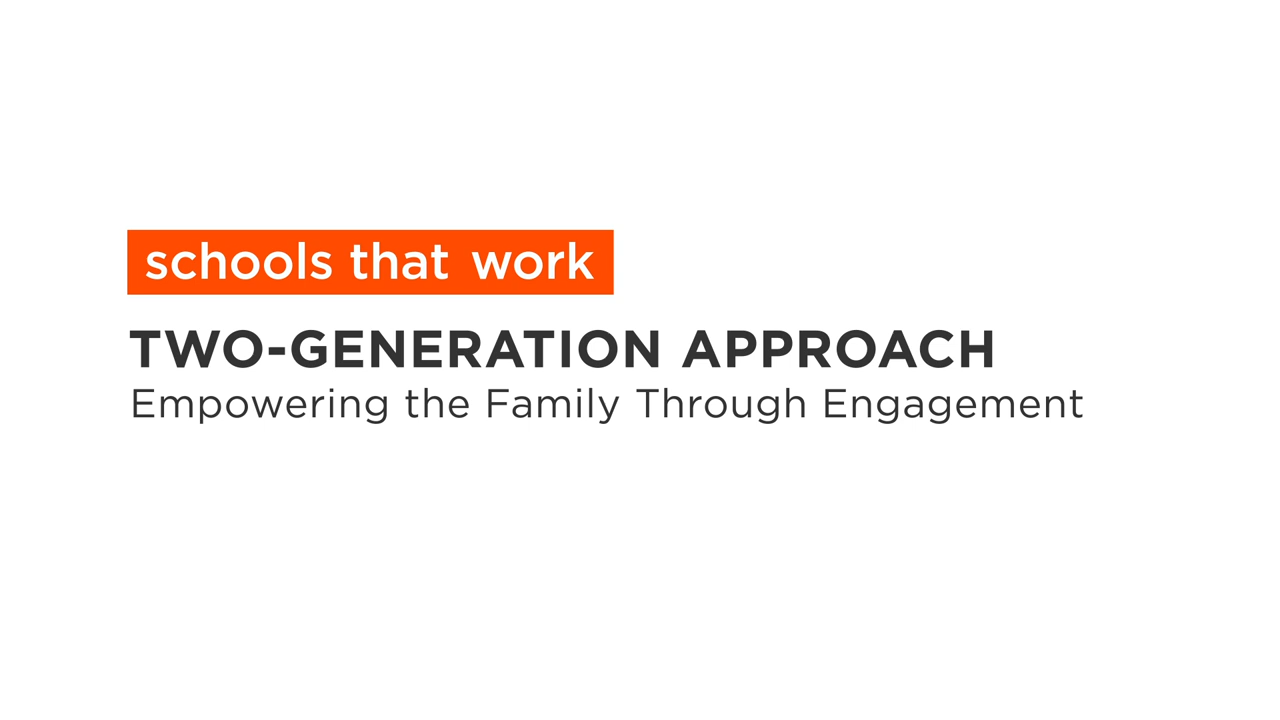 schools that work
TWO-GENERATION APPROACH
Empowering the Family Through Engagement